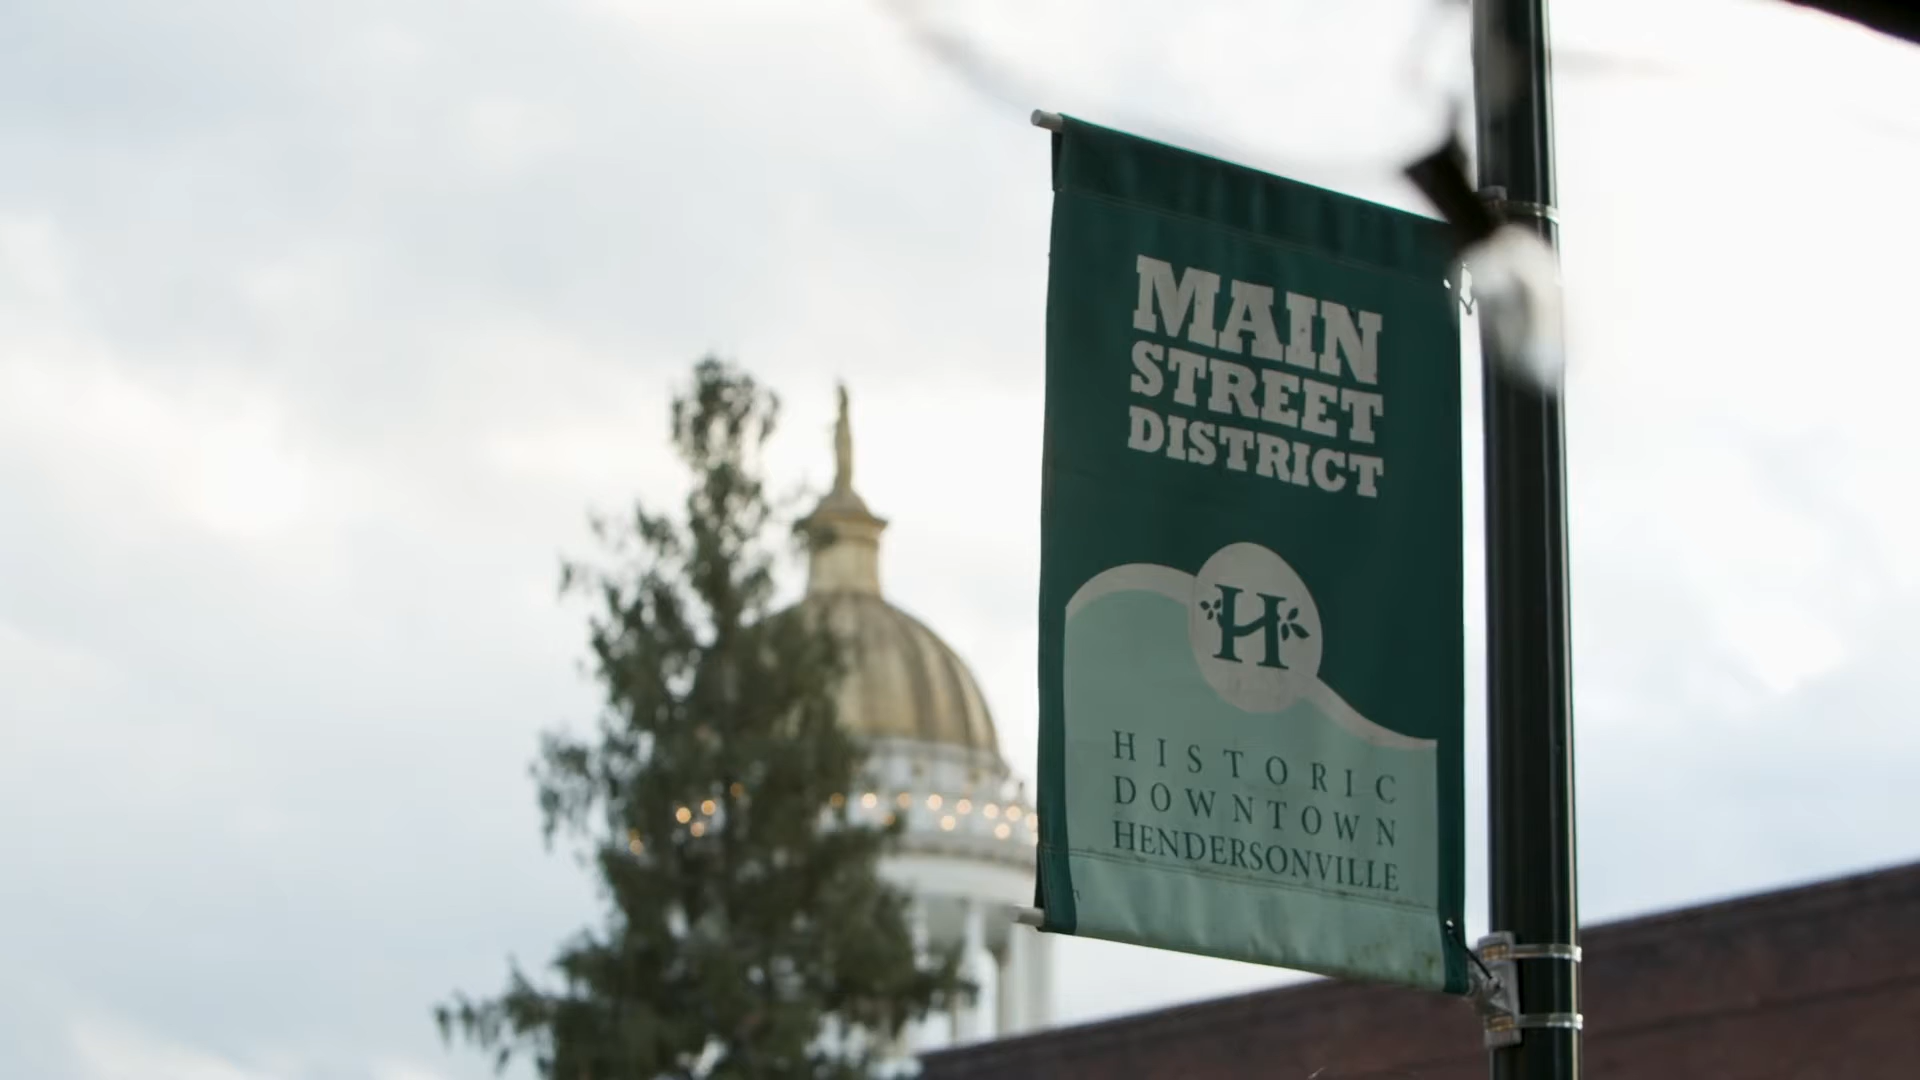 MAIN
STREET
DISTRICT
H
HISTORIC
DOWNTOWN
HENDERSONVILLE